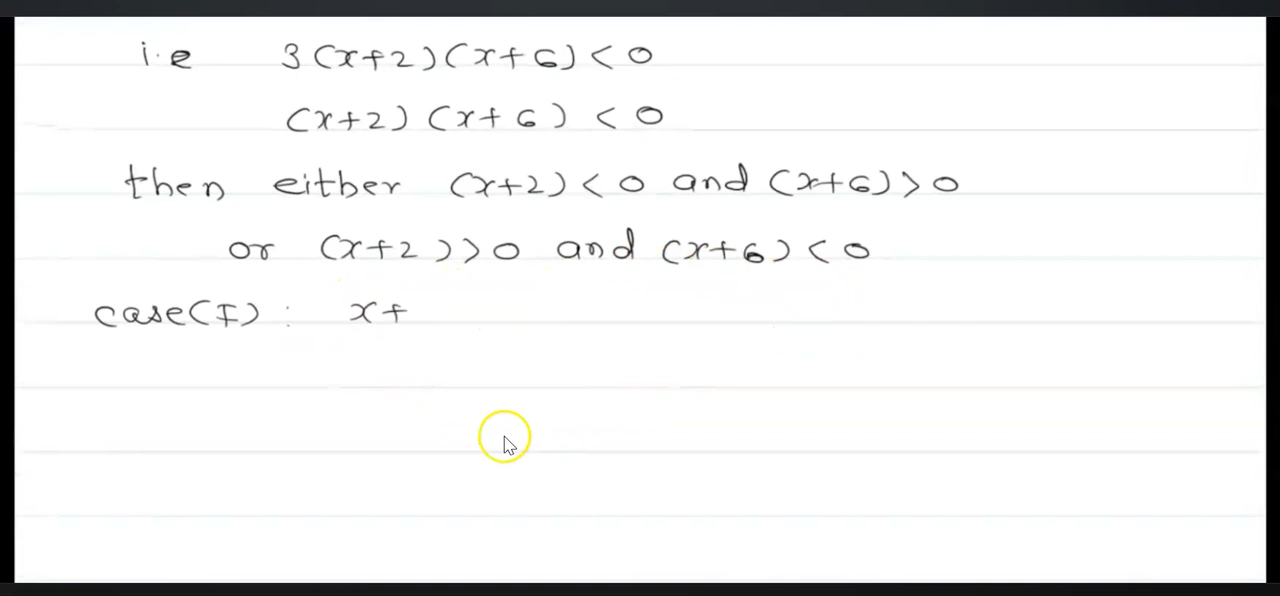 i.e 3(x+2)(x+6)<0
(x+2)(x+6)<0
then either (x+2)<0 and (x+6)>0
or (x+2)>0 and (x+6)<0
case(I): x+